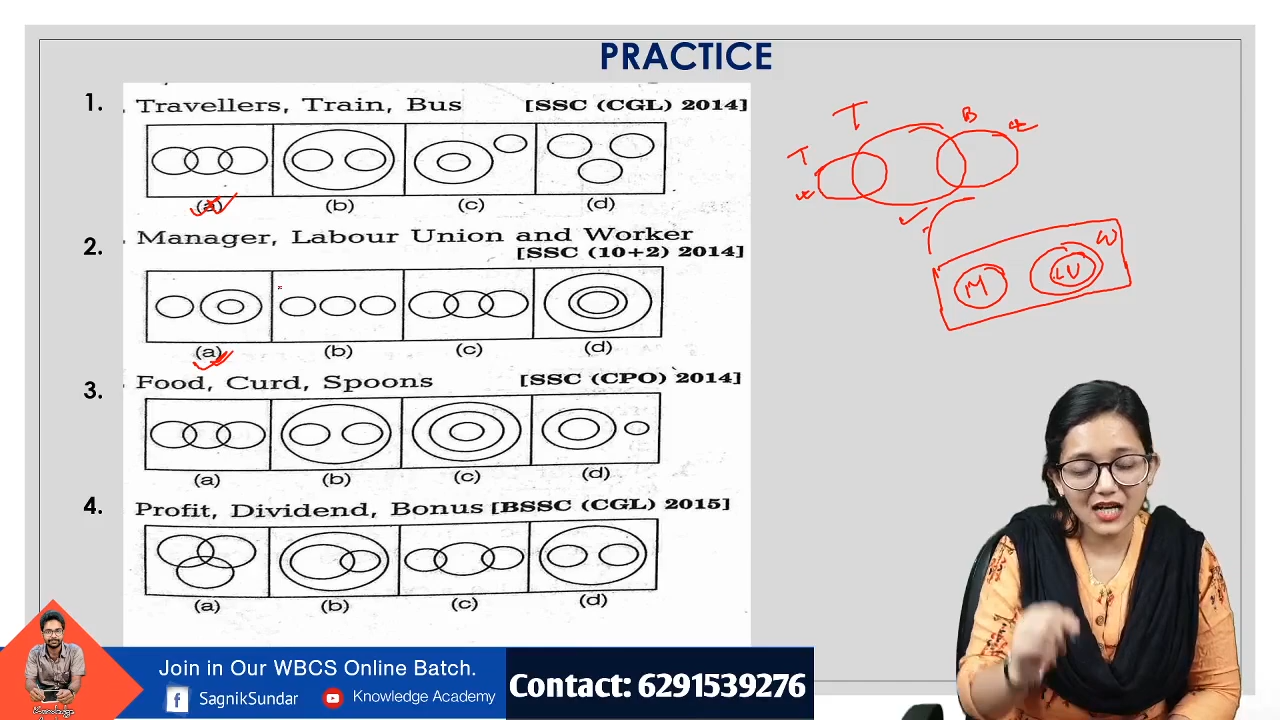 PRACTICE
1. Travellers, Train, Bus [SSC (CGL) 2014]
(a) (b) (c) (d)
2. Manager, Labour Union and Worker
[SSC (10+2) 2014]
(a) (b) (c) (d)
3. Food, Curd, Spoons [SSC (CPO) 2014]
(a) (b) (c) (d)
4. Profit, Dividend, Bonus [BSSC (CGL) 2015]
(a) (b) (c) (d)
T
B
T
W
M LU
Join in Our WBCS Online Batch.
SagnikSundar Knowledge Academy
Contact: 6291539276